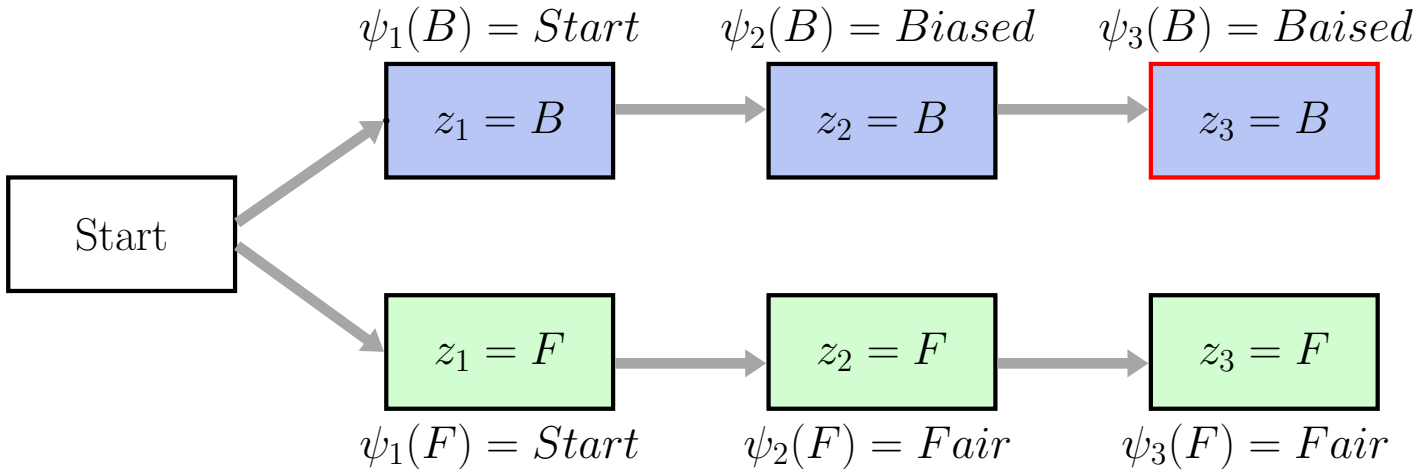 ψ₁(B) = Start ψ₂(B) = Biased ψ₃(B) = Baised
z₁ = B z₂ = B z₃ = B
Start
z₁ = F z₂ = F z₃ = F
ψ₁(F) = Start ψ₂(F) = Fair ψ₃(F) = Fair